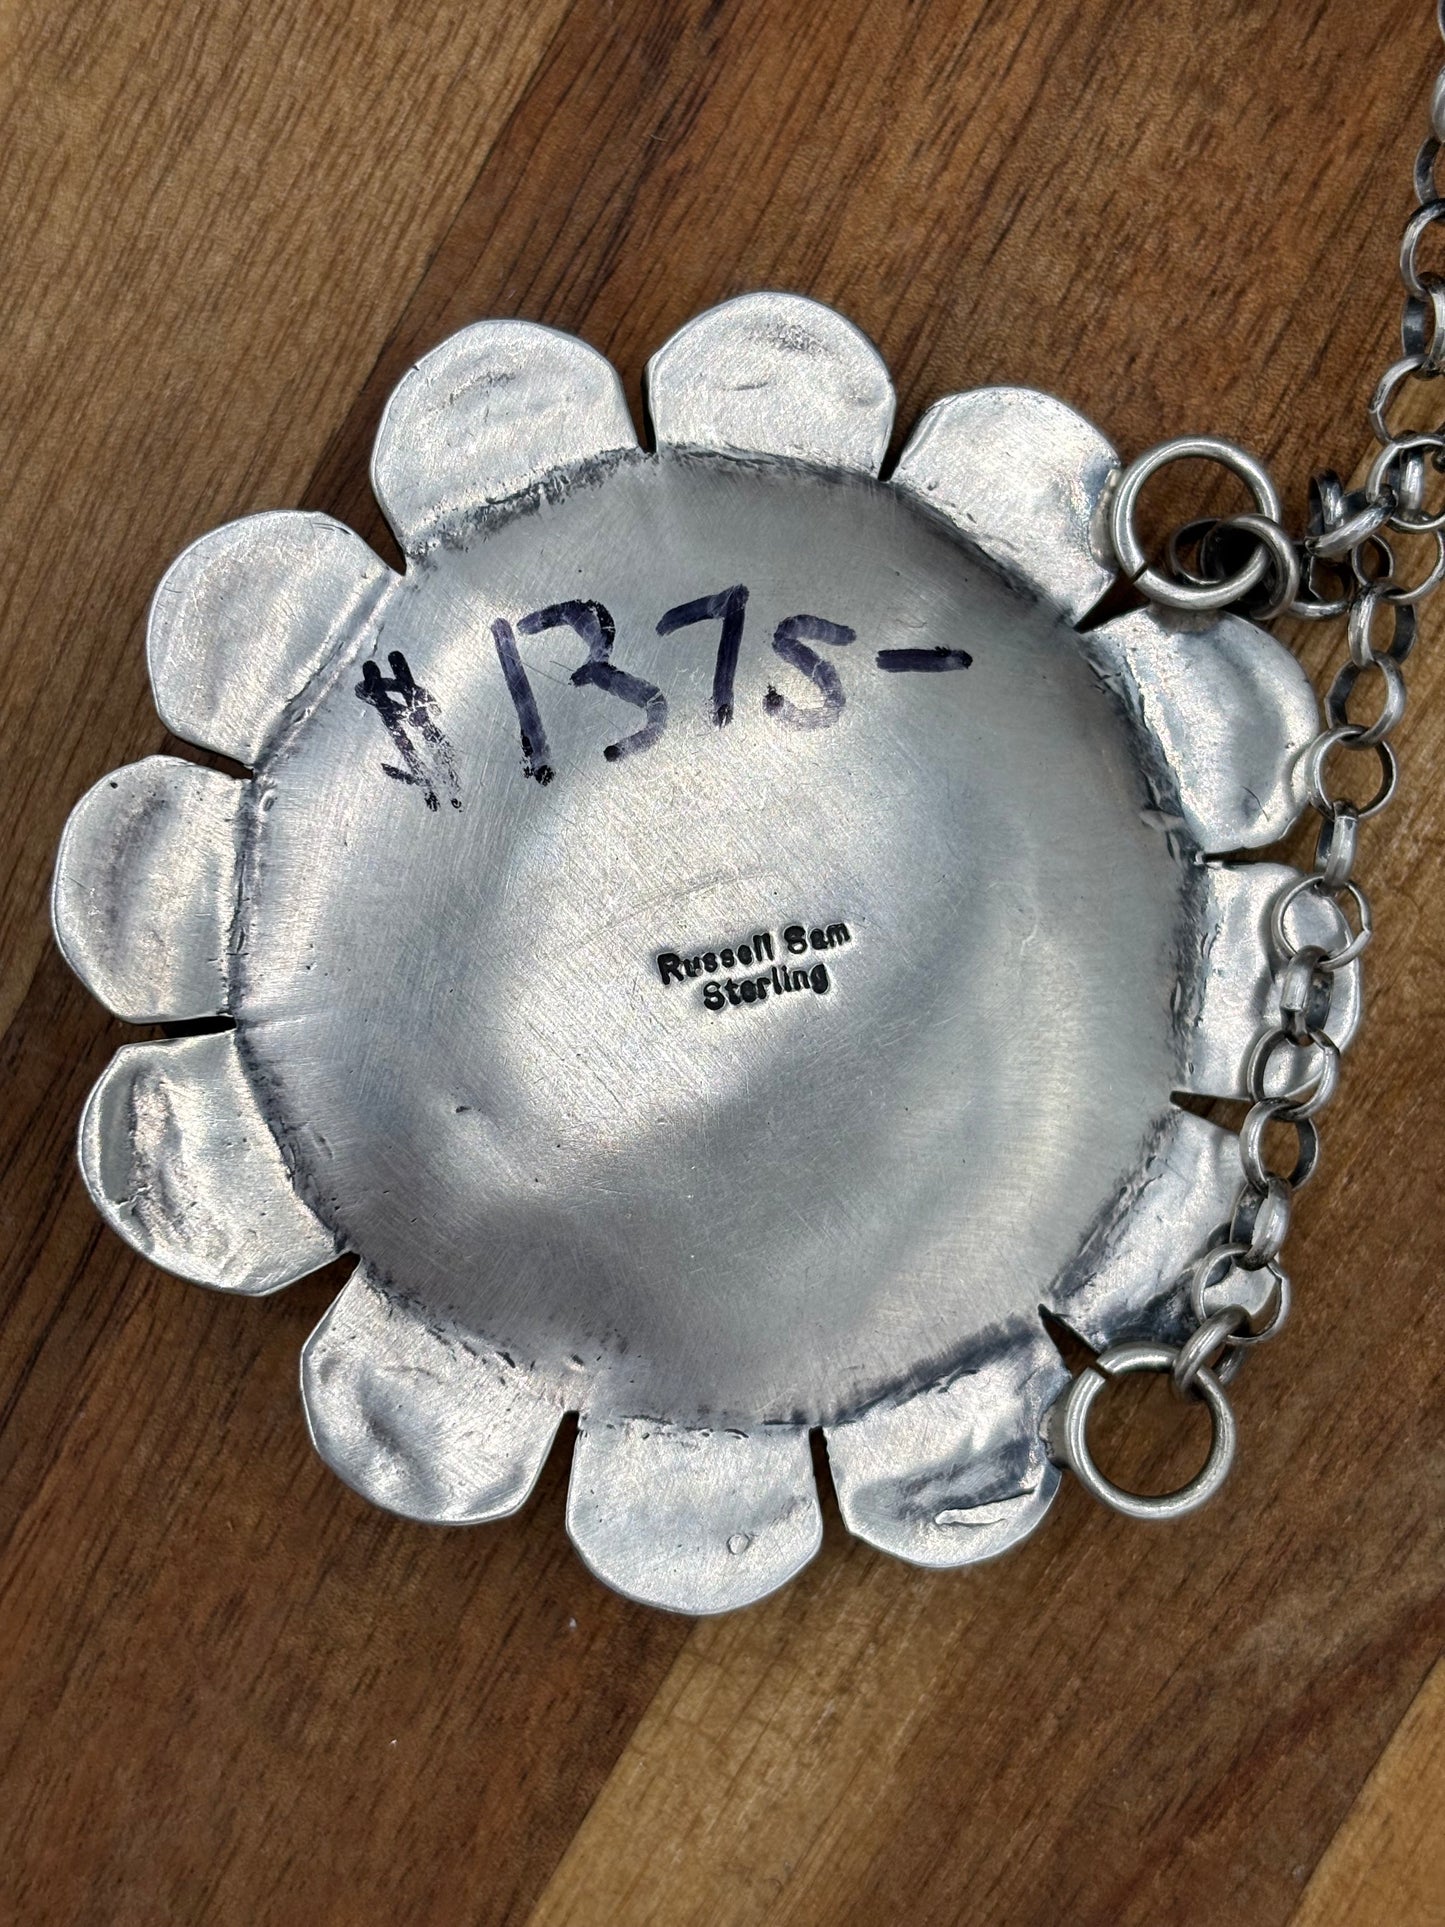 $1375-
Russell Sam
Sterling